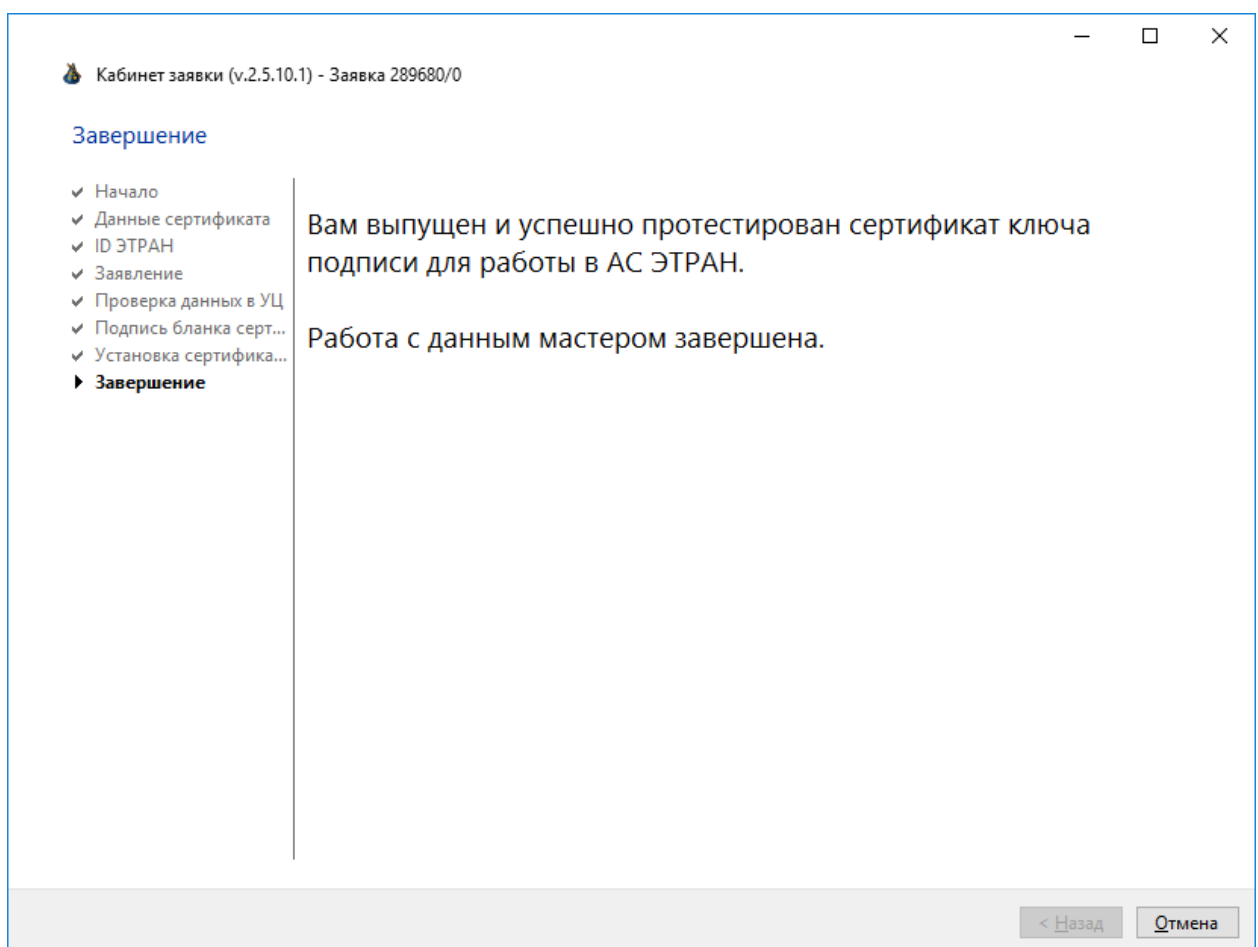 Кабинет заявки (v.2.5.10.1) - Заявка 289680/0
Завершение
Начало
Данные сертификата
ID ЭТРАН
Заявление
Проверка данных в УЦ
Подпись бланка серт...
Установка сертифика...
Завершение
Вам выпущен и успешно протестирован сертификат ключа
подписи для работы в АС ЭТРАН.
Работа с данным мастером завершена.
< Назад
Отмена